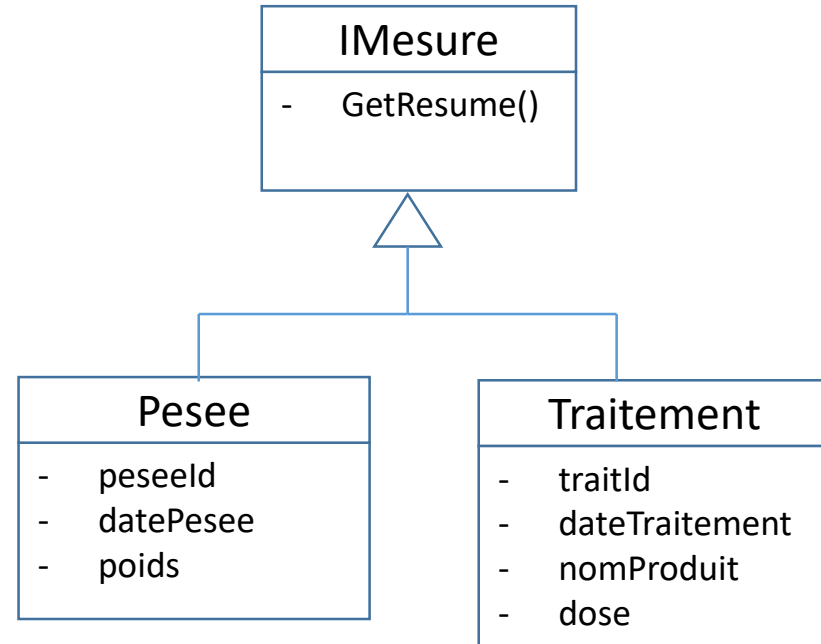 IMesure
- GetResume()
Pesee
- peseeId
- datePesee
- poids
Traitement
- traitId
- dateTraitement
- nomProduit
- dose